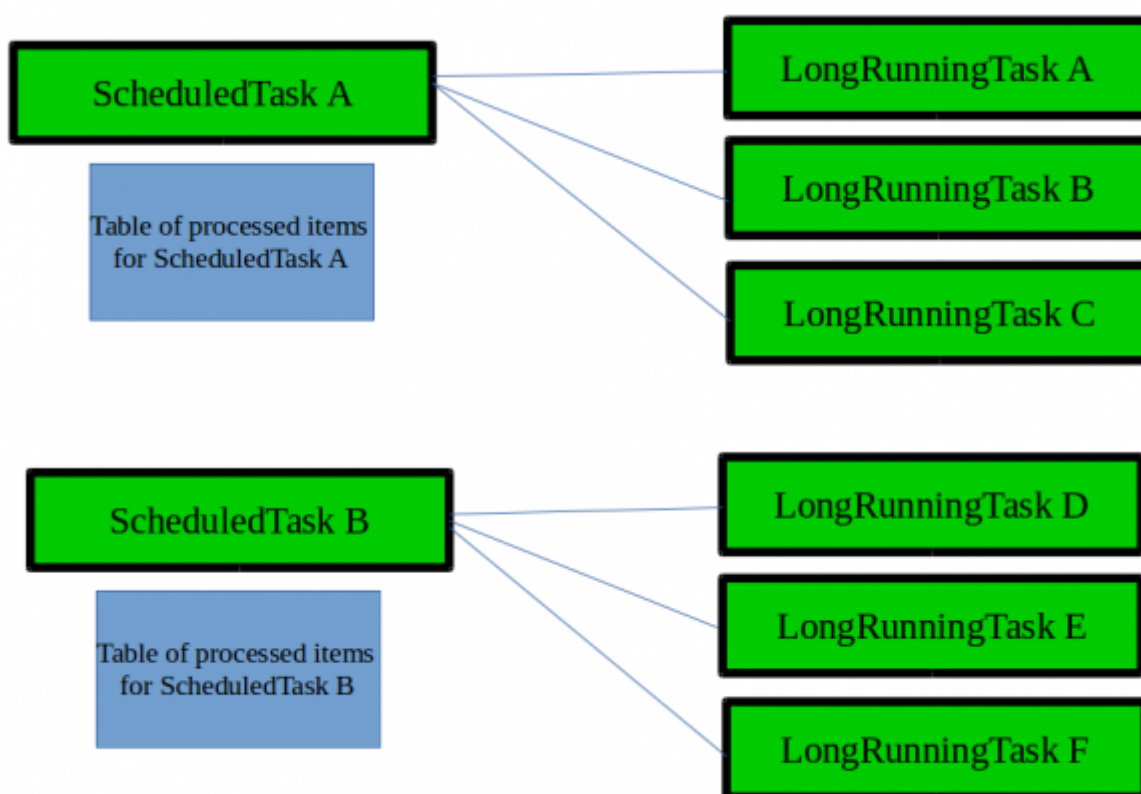 ScheduledTask A
Table of processed items
for ScheduledTask A
LongRunningTask A
LongRunningTask B
LongRunningTask C
ScheduledTask B
Table of processed items
for ScheduledTask B
LongRunningTask D
LongRunningTask E
LongRunningTask F